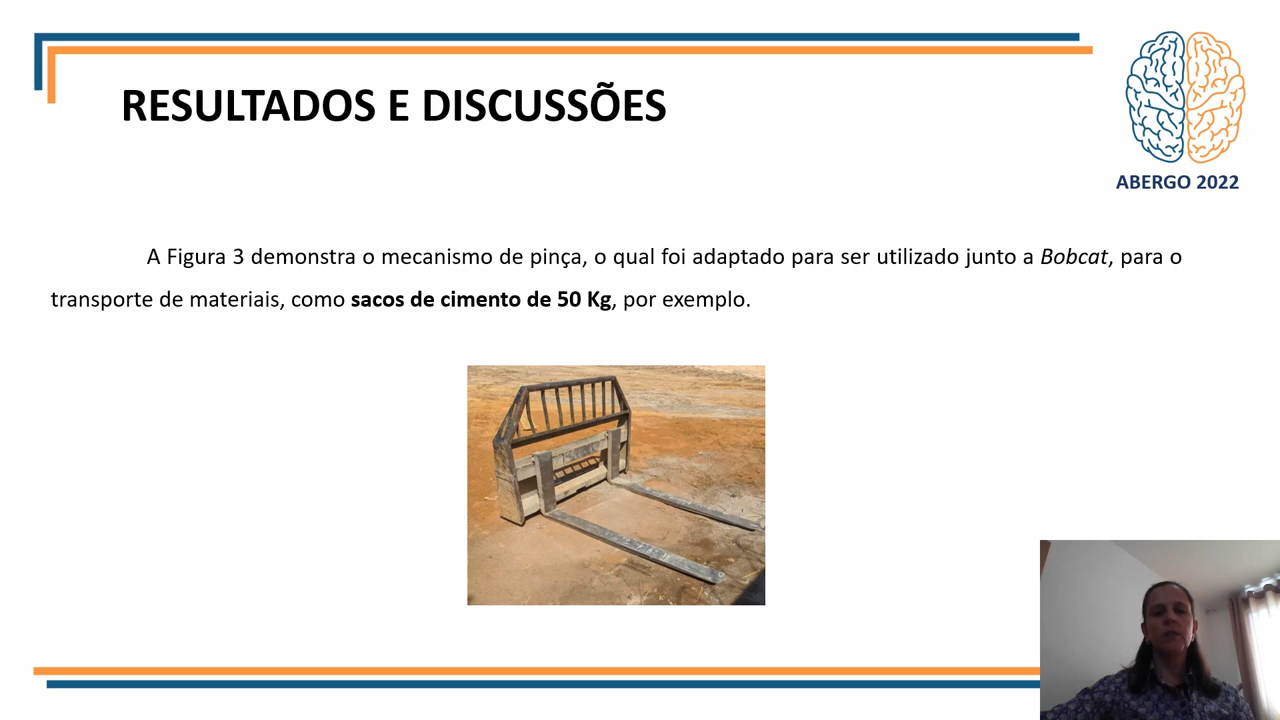 RESULTADOS E DISCUSSÕES
ABERGO 2022
A Figura 3 demonstra o mecanismo de pinça, o qual foi adaptado para ser utilizado junto a Bobcat, para o
transporte de materiais, como sacos de cimento de 50 Kg, por exemplo.